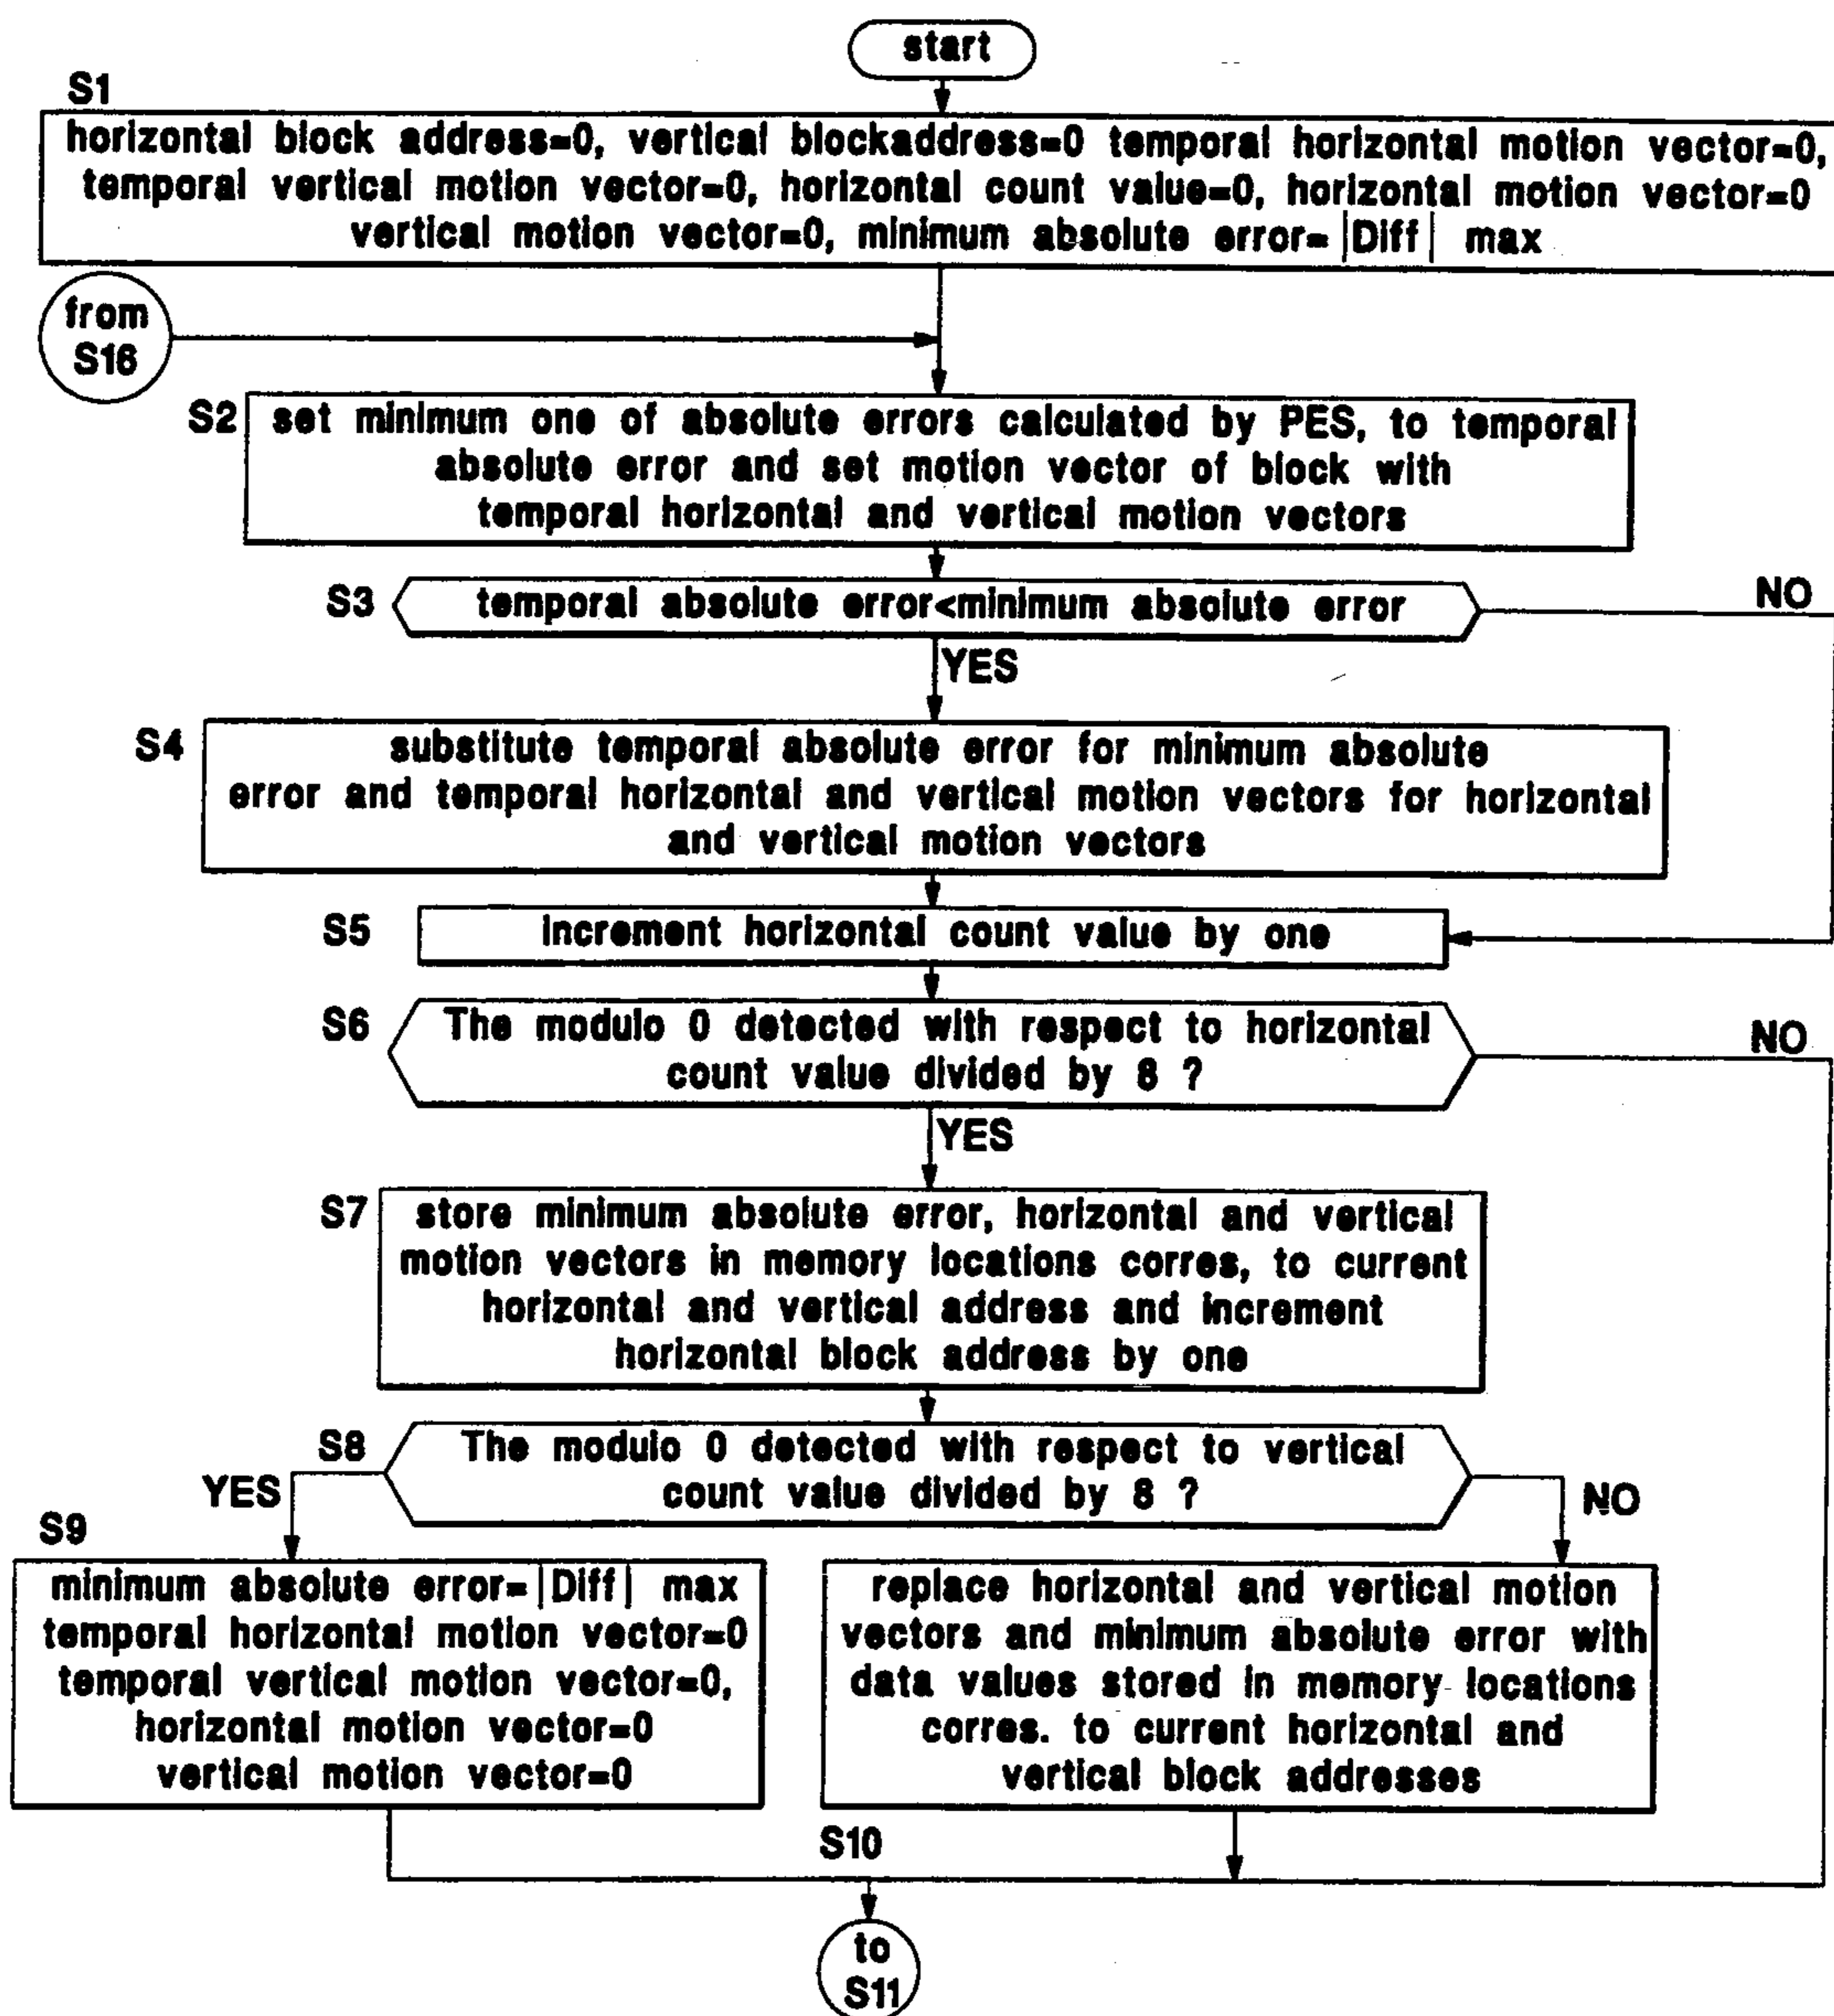 start
S1
horizontal block address=0, vertical blockaddress=0 temporal horizontal motion vector=0,
temporal vertical motion vector=0, horizontal count value=0, horizontal motion vector=0
vertical motion vector=0, minimum absolute error=|Diff| max
from
S16
S2
set minimum one of absolute errors calculated by PES, to temporal
absolute error and set motion vector of block with
temporal horizontal and vertical motion vectors
S3
temporal absolute error<minimum absolute error
NO
YES
S4
substitute temporal absolute error for minimum absolute
error and temporal horizontal and vertical motion vectors for horizontal
and vertical motion vectors
S5
increment horizontal count value by one
S6
The modulo 0 detected with respect to horizontal
count value divided by 8 ?
NO
YES
S7
store minimum absolute error, horizontal and vertical
motion vectors in memory locations corres, to current
horizontal and vertical address and increment
horizontal block address by one
S8
The modulo 0 detected with respect to vertical
count value divided by 8 ?
YES
NO
S9
minimum absolute error=|Diff| max
temporal horizontal motion vector=0
temporal vertical motion vector=0,
horizontal motion vector=0
vertical motion vector=0
replace horizontal and vertical motion
vectors and minimum absolute error with
data values stored in memory locations
corres. to current horizontal and
vertical block addresses
S10
to
S11